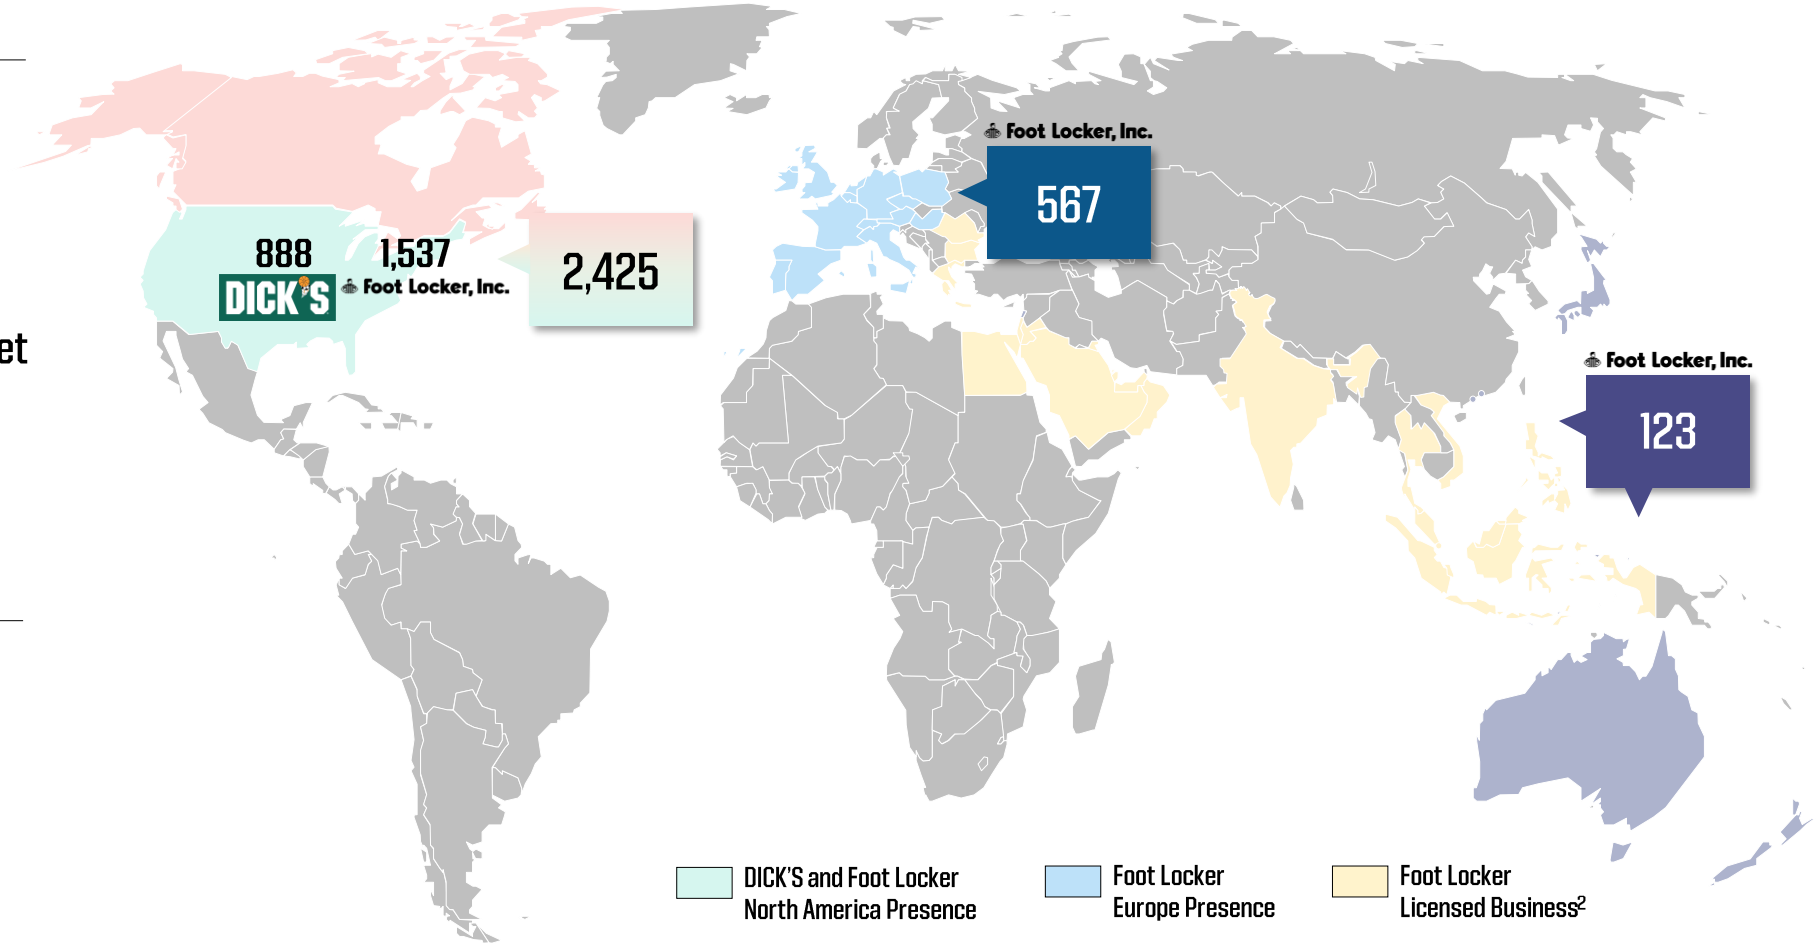 Foot Locker, Inc.
567
888
1,537
DICK'S
Foot Locker, Inc.
2,425
et
Foot Locker, Inc.
123
DICK'S and Foot Locker
North America Presence
Foot Locker
Europe Presence
Foot Locker
Licensed Business²